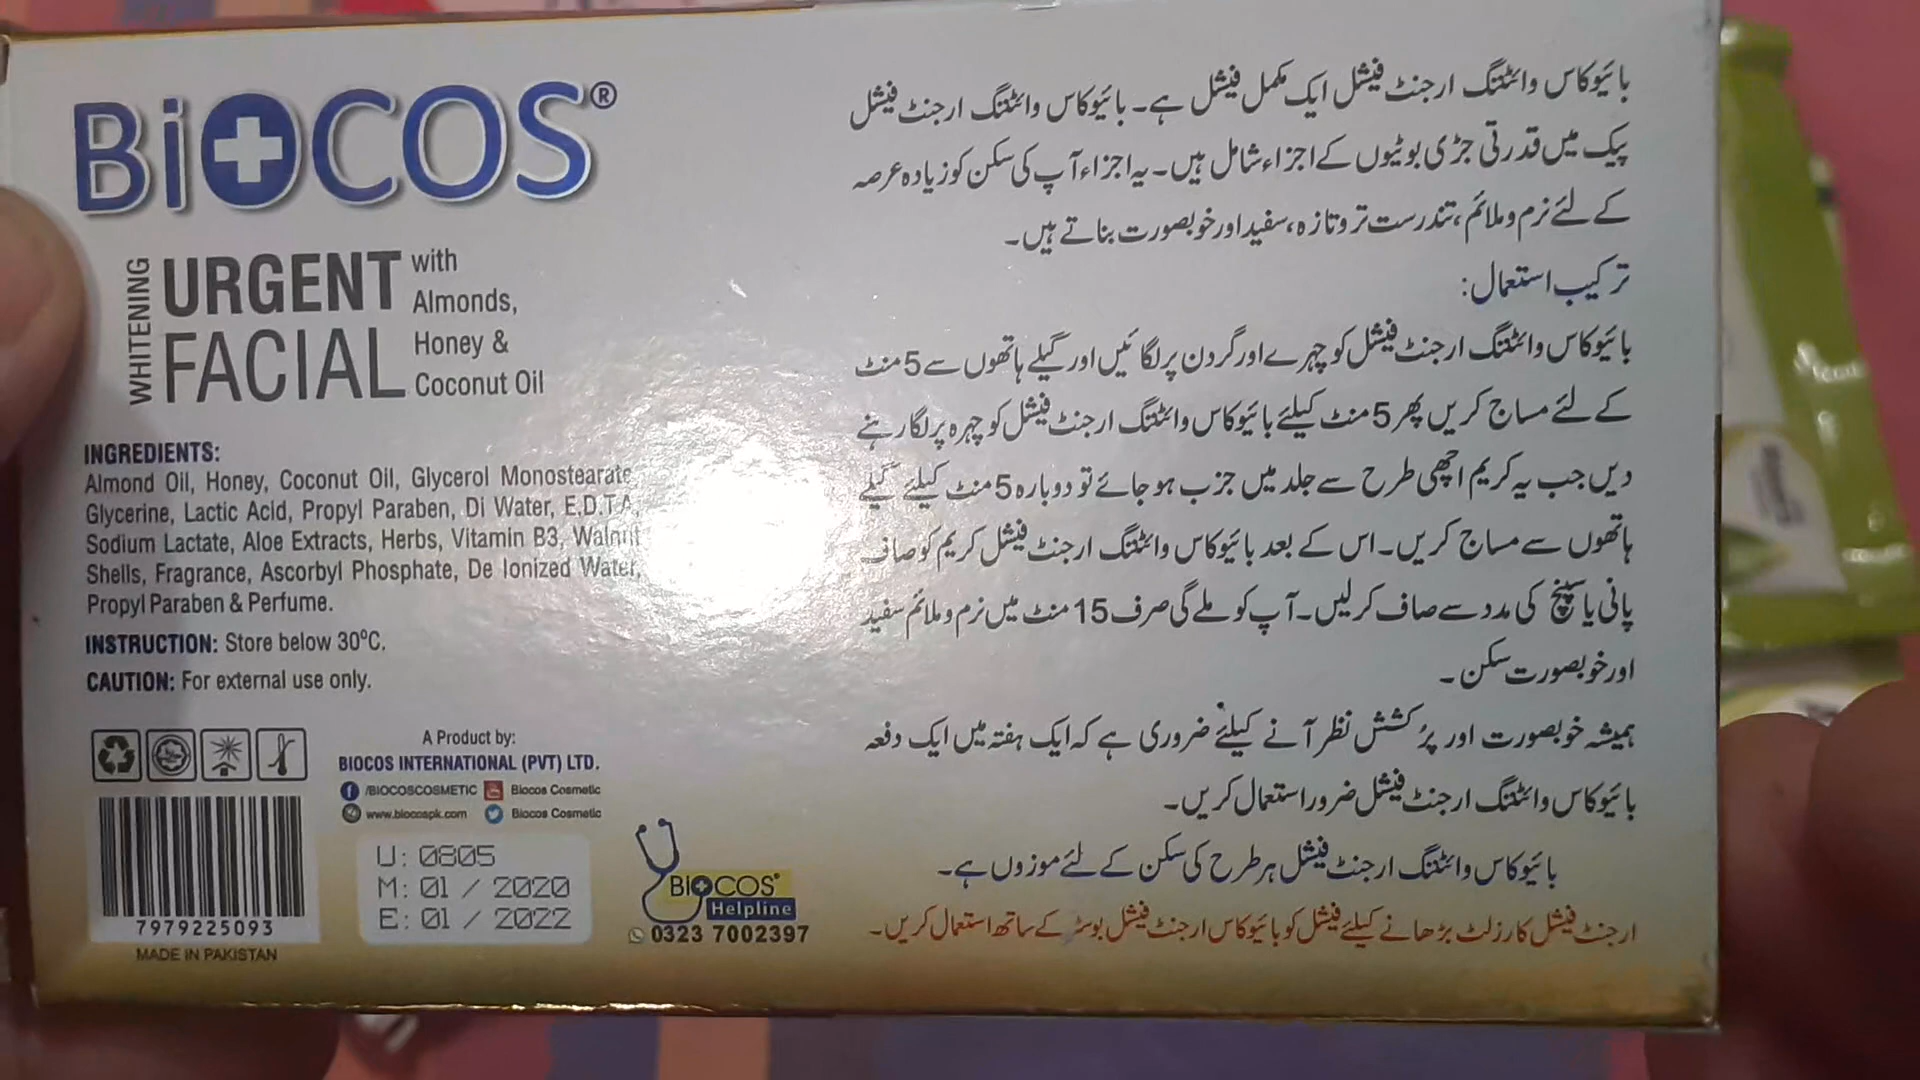 BiOCOS®
WHITENING
URGENT
FACIAL
with
Almonds,
Honey &
Coconut Oil
INGREDIENTS:
Almond Oil, Honey, Coconut Oil, Glycerol Monostearate,
Glycerine, Lactic Acid, Propyl Paraben, Di Water, E.D.T.A,
Sodium Lactate, Aloe Extracts, Herbs, Vitamin B3, Walnut
Shells, Fragrance, Ascorbyl Phosphate, De Ionized Water,
Propyl Paraben & Perfume.
INSTRUCTION: Store below 30°C.
CAUTION: For external use only.
A Product by:
BIOCOS INTERNATIONAL (PVT) LTD.
/BIOCOSCOSMETIC Biocos Cosmetic
www.biocospk.com Biocos Cosmetic
U: 0805
M: 01 / 2020
E: 01 / 2022
7979225093
MADE IN PAKISTAN
BiOCOS®
Helpline
0323 7002397
بائیوکاس وائٹنگ ارجنٹ فیشل ایک مکمل فیشل ہے۔ بائیوکاس وائٹنگ ارجنٹ فیشل
پیک میں قدرتی جڑی بوٹیوں کے اجزاء شامل ہیں۔ یہ اجزاء آپ کی سکن کو زیادہ عرصہ
کے لئے نرم و ملائم، تندرست تر و تازہ، سفید اور خوبصورت بناتے ہیں۔
ترکیب استعمال:
بائیوکاس وائٹنگ ارجنٹ فیشل کو چہرے اور گردن پر لگائیں اور گیلے ہاتھوں سے 5 منٹ
کے لئے مساج کریں پھر 5 منٹ کیلئے بائیوکاس وائٹنگ ارجنٹ فیشل کو چہرہ پر لگا رہنے
دیں جب یہ کریم اچھی طرح سے جلد میں جزب ہو جائے تو دوبارہ 5 منٹ کیلئے گیلے
ہاتھوں سے مساج کریں۔ اس کے بعد بائیوکاس وائٹنگ ارجنٹ فیشل کریم کو صاف
پانی یا سپنج کی مدد سے صاف کرلیں۔ آپ کو ملے گی صرف 15 منٹ میں نرم و ملائم سفید
اور خوبصورت سکن۔
ہمیشہ خوبصورت اور پُرکشش نظر آنے کیلئے ضروری ہے کہ ایک ہفتہ میں ایک دفعہ
بائیوکاس وائٹنگ ارجنٹ فیشل ضرور استعمال کریں۔
بائیوکاس وائٹنگ ارجنٹ فیشل ہر طرح کی سکن کے لئے موزوں ہے۔
ارجنٹ فیشل کا رزلٹ بڑھانے کیلئے فیشل کو بائیوکاس ارجنٹ فیشل بوسٹر کے ساتھ استعمال کریں۔